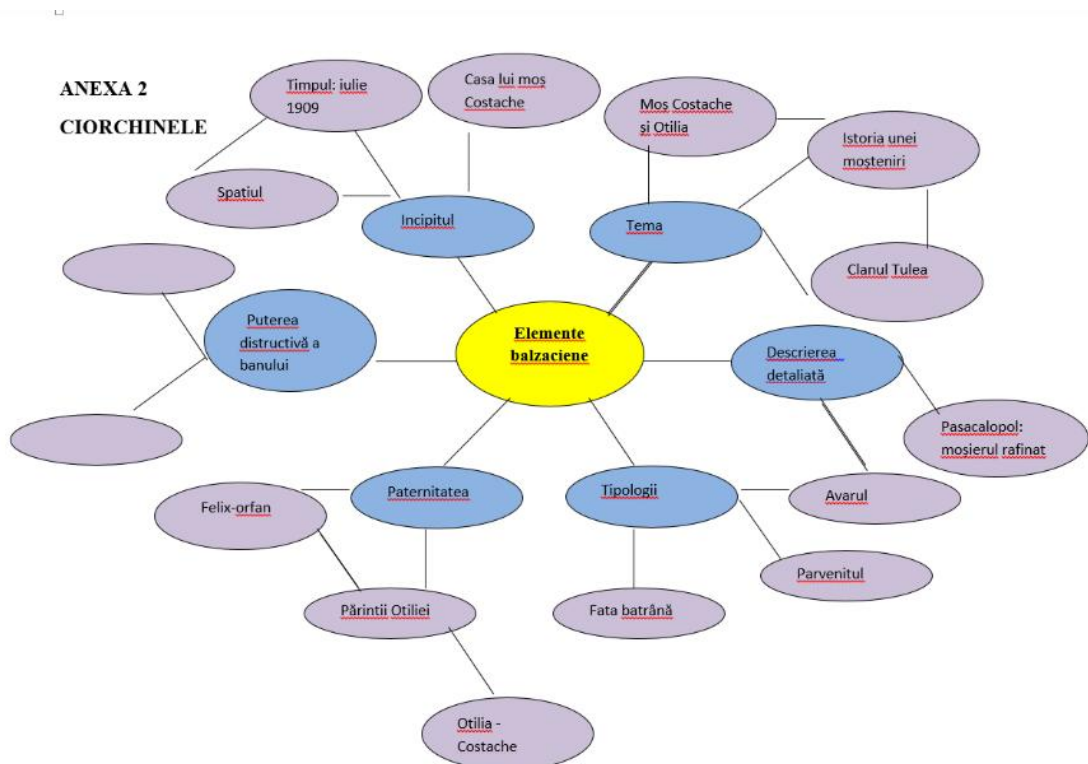 ANEXA 2
CIORCHINELE
Timpul: iulie
1909
Casa lui moș
Costache
Spațiul
Incipitul
Moș Costache
și Otilia
Istoria unei
moșteniri
Tema
Clanul Tulea
Puterea
distructivă a
banului
Elemente
balzaciene
Descrierea
detaliată
Pasacalopol:
moșierul rafinat
Avarul
Felix-orfan
Paternitatea
Tipologii
Parvenitul
Părintii Otiliei
Fata batrână
Otilia -
Costache